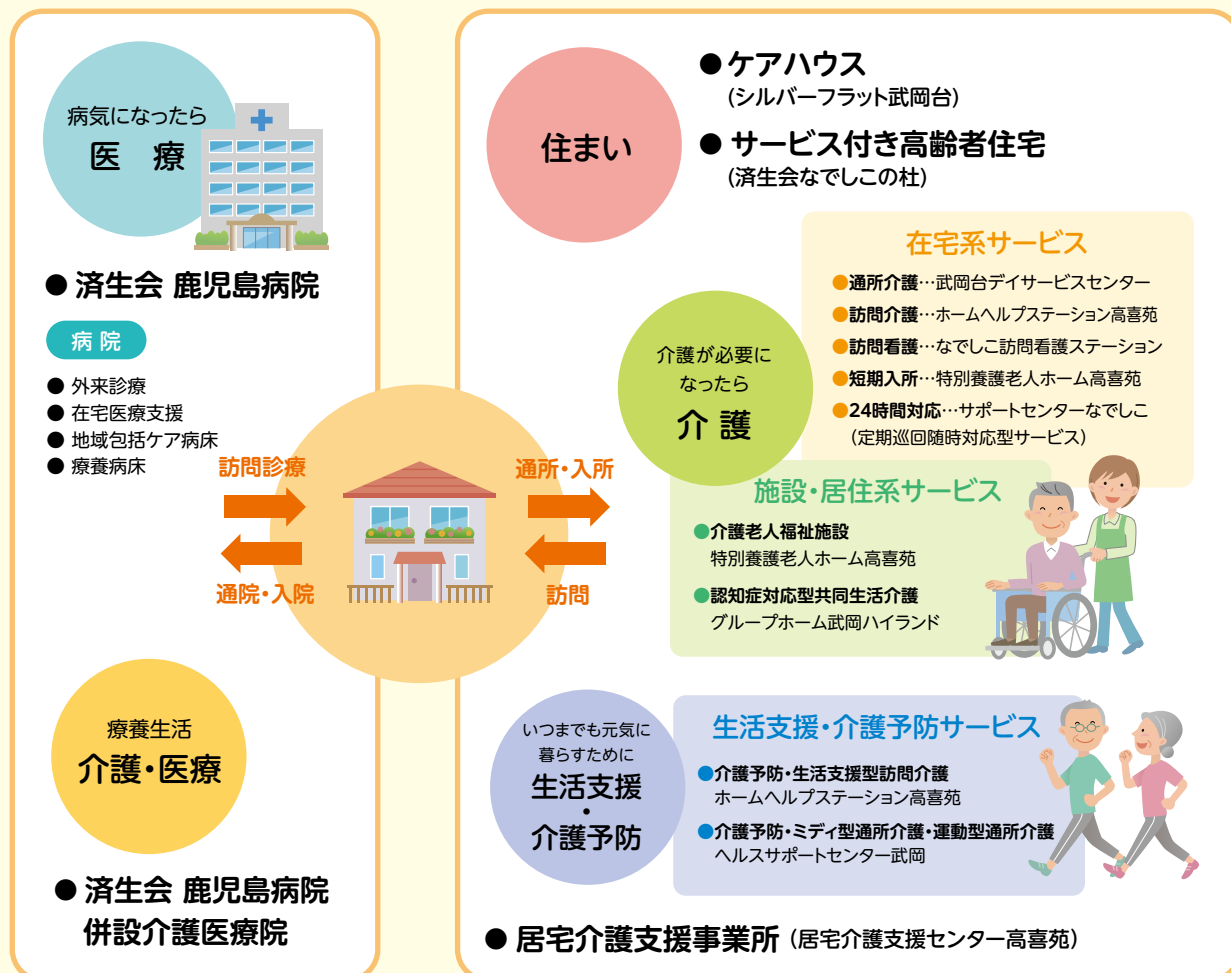 病気になったら
医 療
● 済生会 鹿児島病院
病 院
● 外来診療
● 在宅医療支援
● 地域包括ケア病床
● 療養病床
訪問診療
通院・入院
通所・入所
訪問
療養生活
介護・医療
● 済生会 鹿児島病院
併設介護医療院
住まい
● ケアハウス
(シルバーフラット武岡台)
● サービス付き高齢者住宅
(済生会なでしこの杜)
介護が必要に
なったら
介 護
在宅系サービス
●通所介護…武岡台デイサービスセンター
●訪問介護…ホームヘルプステーション高喜苑
●訪問看護…なでしこ訪問看護ステーション
●短期入所…特別養護老人ホーム高喜苑
●24時間対応…サポートセンターなでしこ
(定期巡回随時対応型サービス)
施設・居住系サービス
●介護老人福祉施設
特別養護老人ホーム高喜苑
●認知症対応型共同生活介護
グループホーム武岡ハイランド
いつまでも元気に
暮らすために
生活支援
・
介護予防
生活支援・介護予防サービス
●介護予防・生活支援型訪問介護
ホームヘルプステーション高喜苑
●介護予防・ミディ型通所介護・運動型通所介護
ヘルスサポートセンター武岡
● 居宅介護支援事業所 (居宅介護支援センター高喜苑)